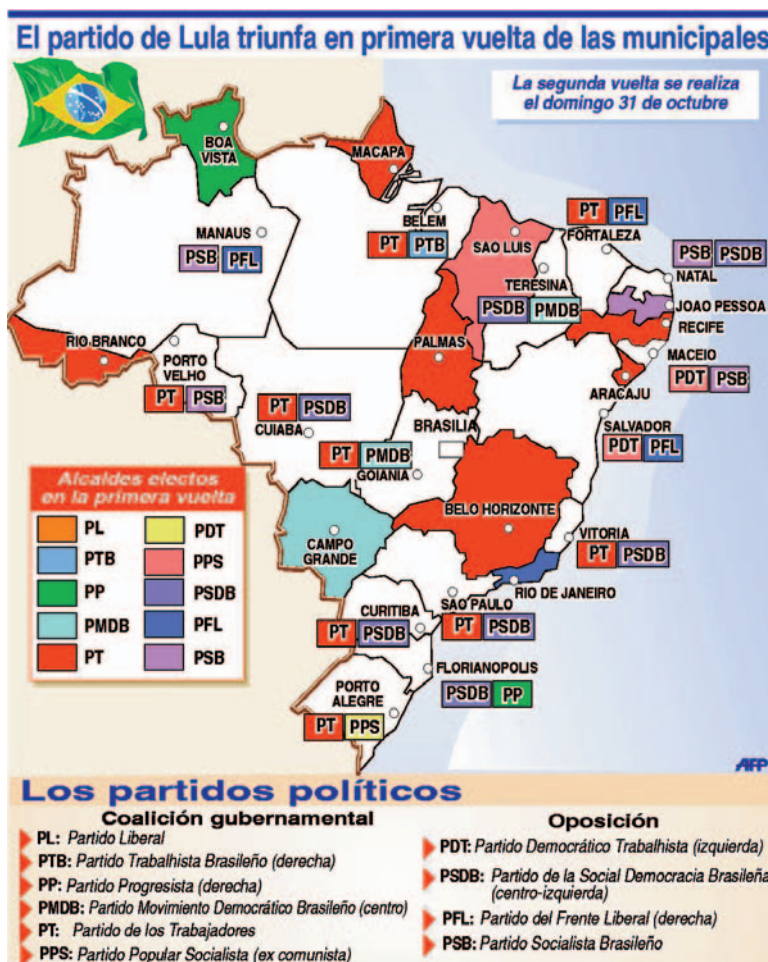 El partido de Lula triunfa en primera vuelta de las municipales
La segunda vuelta se realiza
el domingo 31 de octubre
BOA
VISTA
MACAPA
MANAUS
PSB PFL
BELEM
PT PTB
SAO LUIS
PT PFL
FORTALEZA
TERESINA
PSDB PMDB
PSB PSDB
NATAL
JOAO PESSOA
RECIFE
MACEIO
PDT PSB
RIO BRANCO
PORTO
VELHO
PT PSB
PALMAS
ARACAJU
SALVADOR
PDT PFL
PT PSDB
CUIABA
BRASILIA
PT PMDB
GOIANIA
BELO HORIZONTE
VITORIA
PT PSDB
CAMPO
GRANDE
RIO DE JANEIRO
SAO PAULO
PT PSDB
CURITIBA
PT PSDB
FLORIANOPOLIS
PSDB PP
PORTO
ALEGRE
PT PPS
Alcaldes electos
en la primera vuelta
PL PDT
PTB PPS
PP PSDB
PMDB PFL
PT PSB
AFP
Los partidos políticos
Coalición gubernamental
PL: Partido Liberal
PTB: Partido Trabalhista Brasileño (derecha)
PP: Partido Progresista (derecha)
PMDB: Partido Movimiento Democrático Brasileño (centro)
PT: Partido de los Trabajadores
PPS: Partido Popular Socialista (ex comunista)
Oposición
PDT: Partido Democrático Trabalhista (izquierda)
PSDB: Partido de la Social Democracia Brasileña
(centro-izquierda)
PFL: Partido del Frente Liberal (derecha)
PSB: Partido Socialista Brasileño